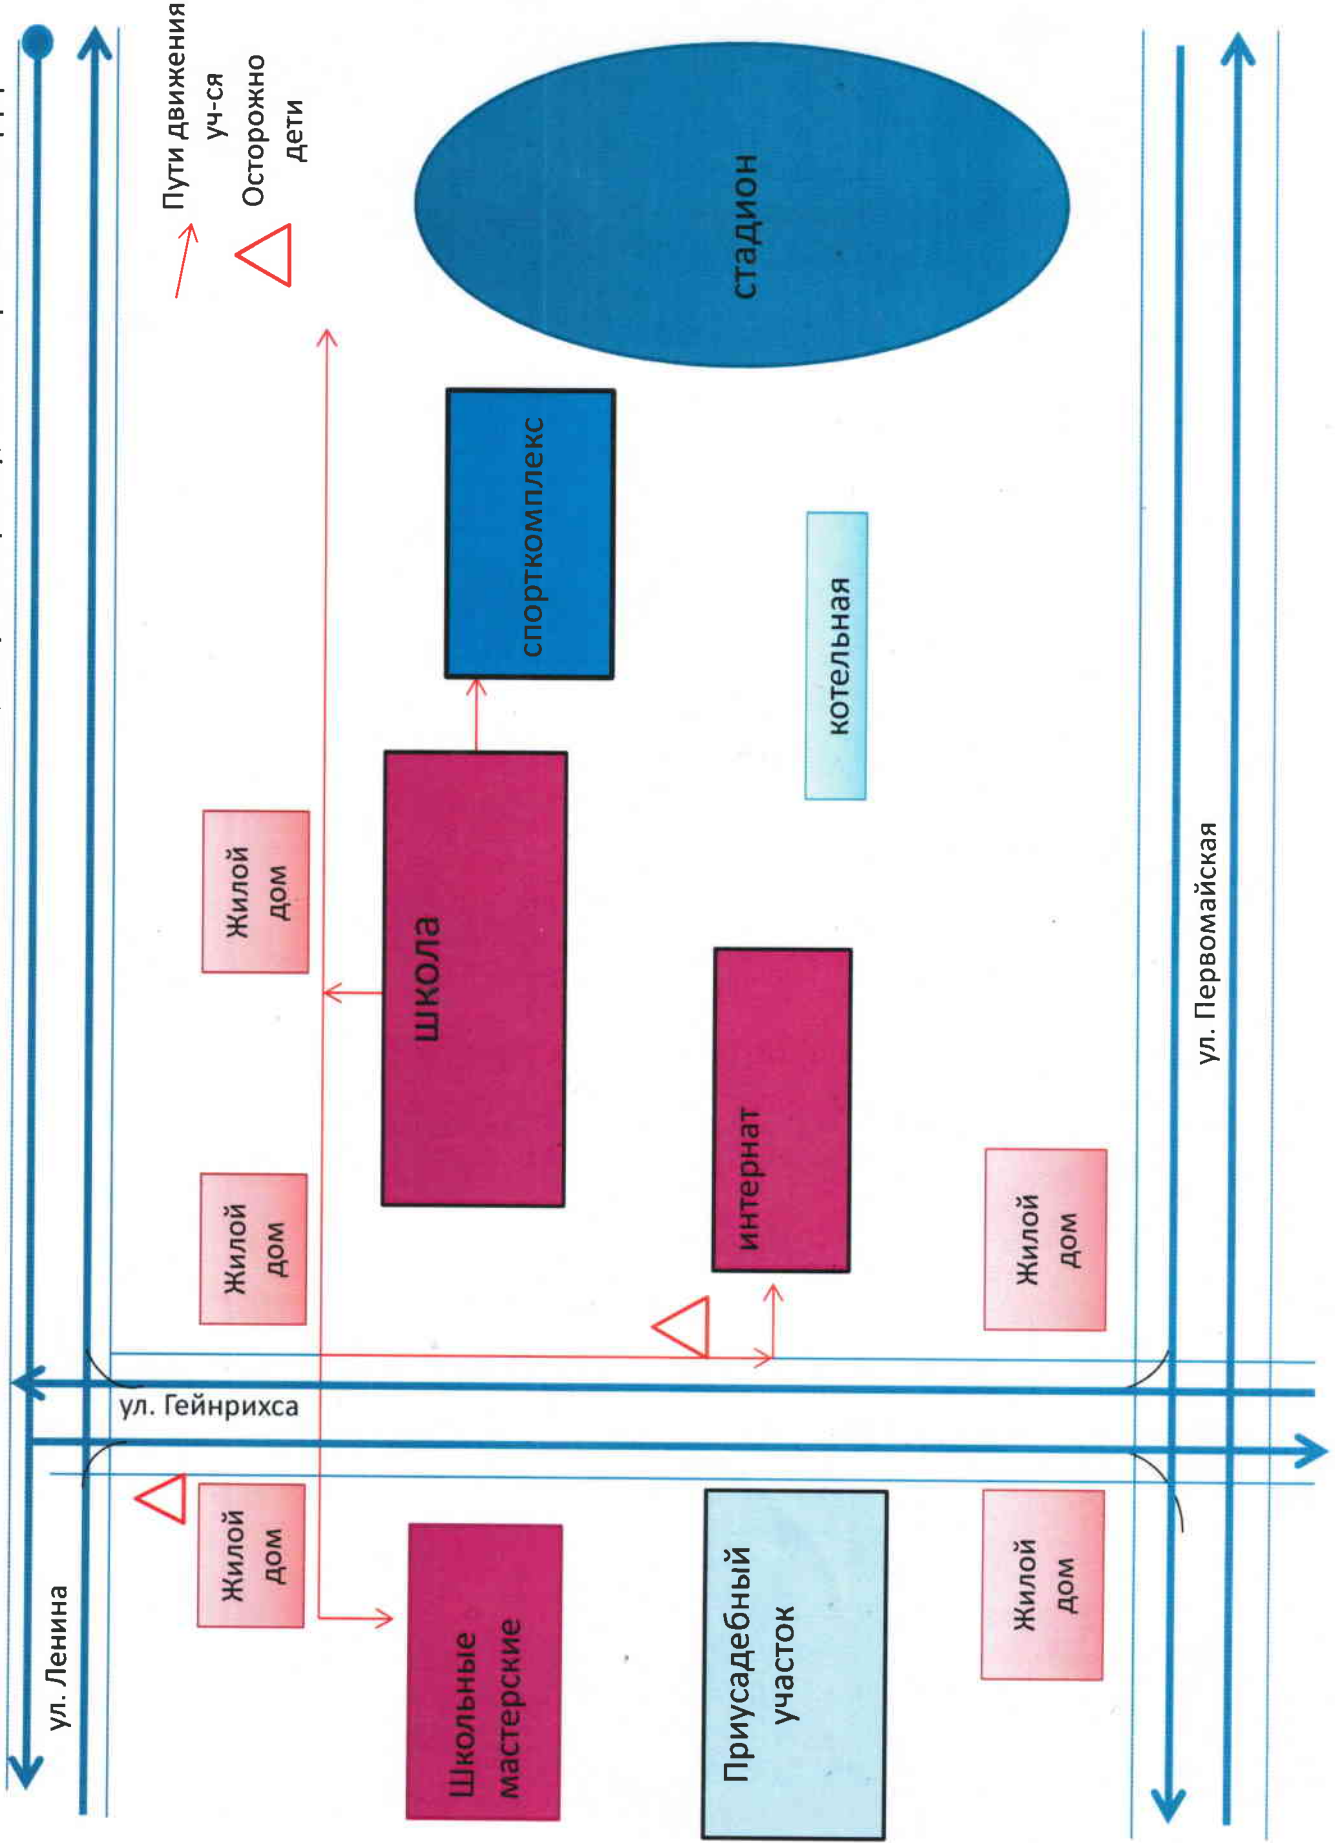 Пути движения
уч-ся
Осторожно
дети
ул. Ленина
Жилой
дом
Жилой
дом
Жилой
дом
ул. Гейнрихса
Школьные
мастерские
школа
спорткомплекс
стадион
Приусадебный
участок
интернат
котельная
Жилой
дом
Жилой
дом
ул. Первомайская